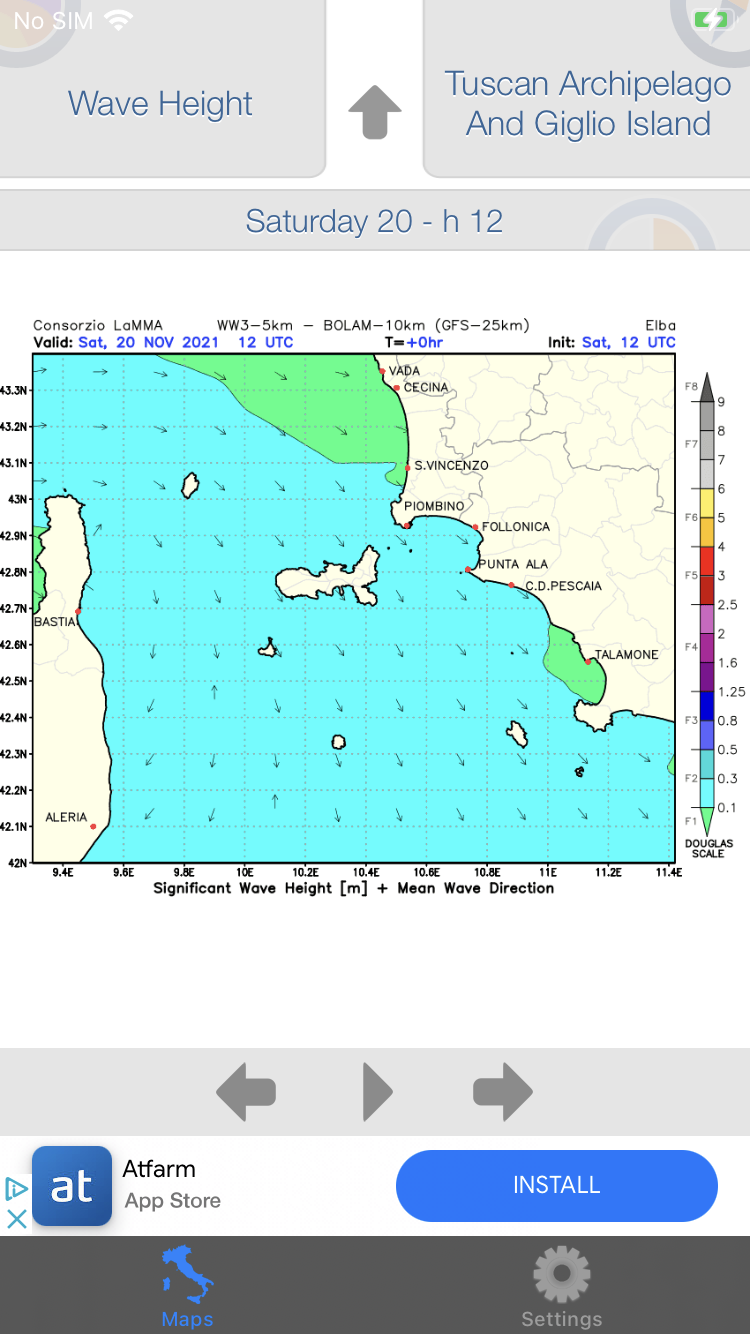 No SIM
Wave Height
Tuscan Archipelago
And Giglio Island
Saturday 20 - h 12
Consorzio LaMMA WW3-5km - BOLAM-10km (GFS-25km) Elba
Valid: Sat, 20 NOV 2021 12 UTC T=+0hr Init: Sat, 12 UTC
VADA
43.3N
CECINA
43.2N
43.1N
S.VINCENZO
43N
PIOMBINO
FOLLONICA
42.9N
PUNTA ALA
42.8N
C.D.PESCAIA
42.7N
BASTIA
42.6N
TALAMONE
42.5N
42.4N
42.3N
42.2N
ALERIA
42.1N
42N
9.4E 9.6E 9.8E 10E 10.2E 10.4E 10.6E 10.8E 11E 11.2E 11.4E
Significant Wave Height [m] + Mean Wave Direction
F8
9
8
F7
7
6
F6
5
4
F5
3
2.5
2
F4
1.6
1.25
F3
0.8
0.5
F2
0.3
0.1
F1
DOUGLAS
SCALE
at
Atfarm
App Store
INSTALL
Maps
Settings